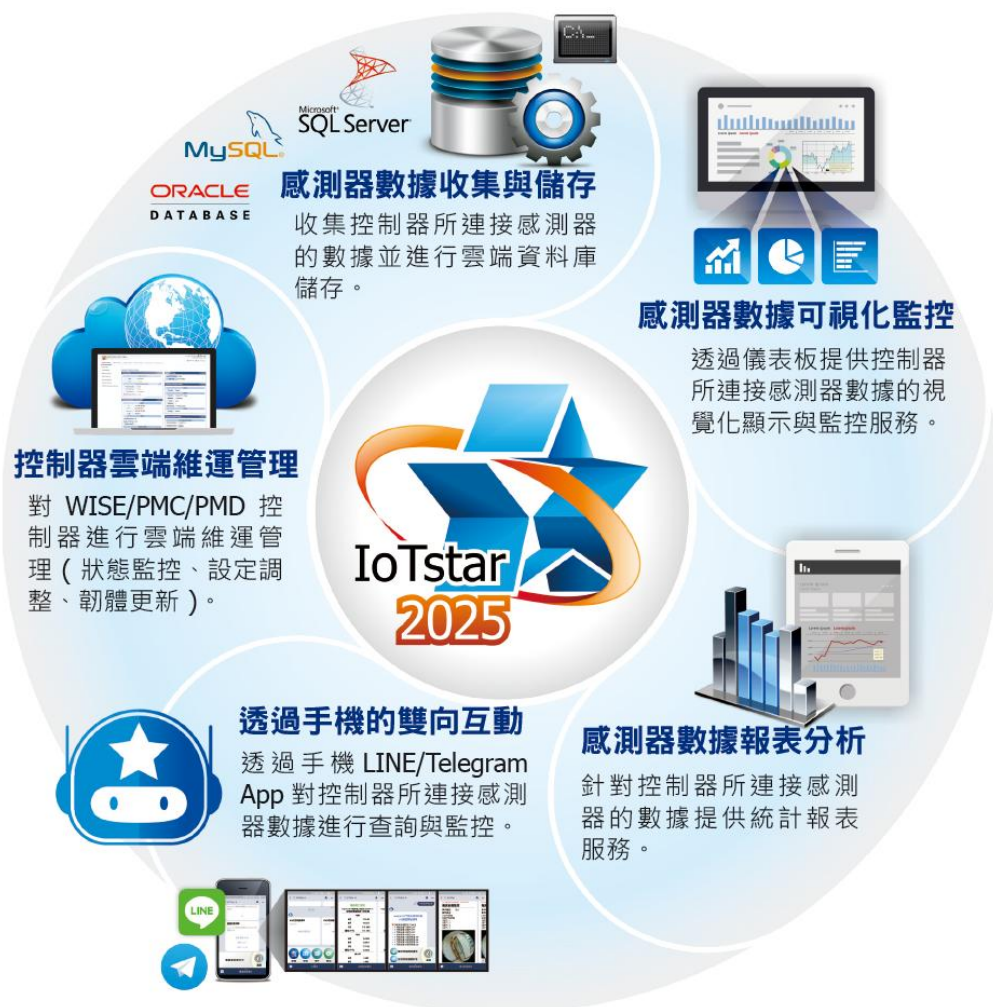 C:\_
Microsoft®
SQL Server
MySQL®
ORACLE
DATABASE
感測器數據收集與儲存
收集控制器所連接感測器
的數據並進行雲端資料庫
儲存。
感測器數據可視化監控
透過儀表板提供控制器
所連接感測器數據的視
覺化顯示與監控服務。
控制器雲端維運管理
對 WISE/PMC/PMD 控
制器進行雲端維運管
理 ( 狀態監控、設定調
整、韌體更新 )。
IoTstar
2025
透過手機的雙向互動
透過手機 LINE/Telegram
App 對控制器所連接感測
器數據進行查詢與監控。
感測器數據報表分析
針對控制器所連接感測
器的數據提供統計報表
服務。
LINE